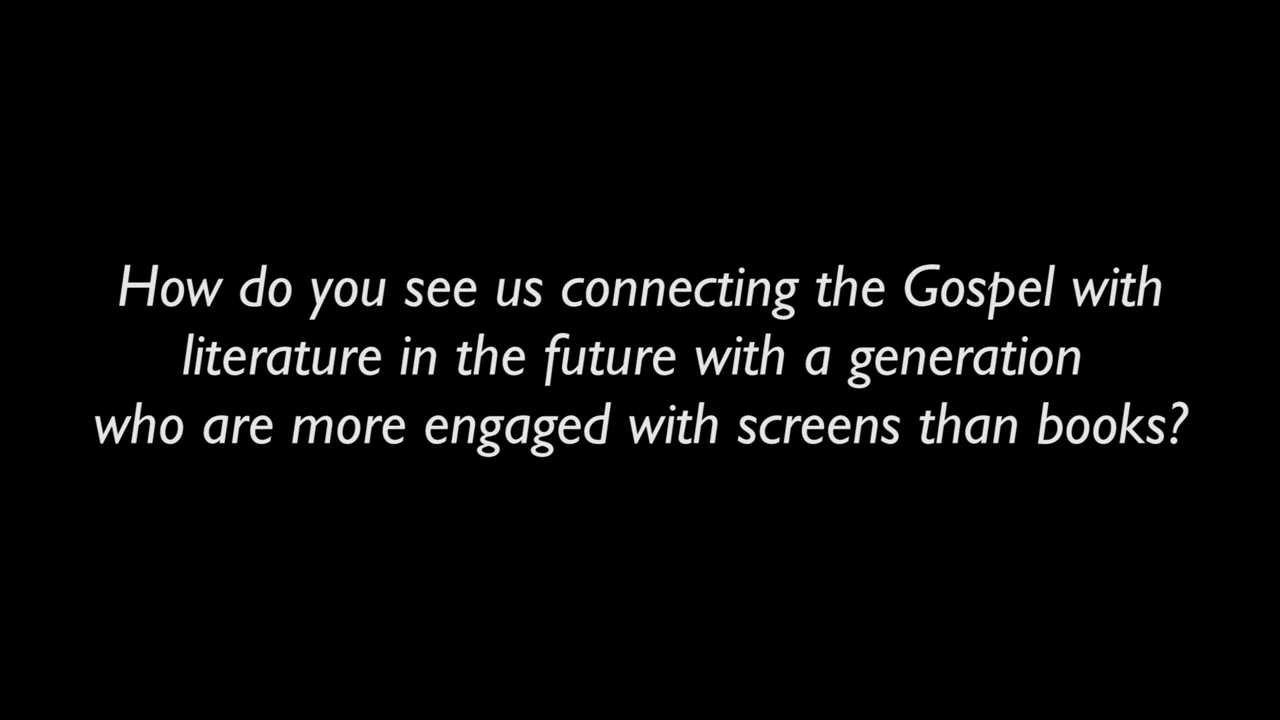 How do you see us connecting the Gospel with
literature in the future with a generation
who are more engaged with screens than books?